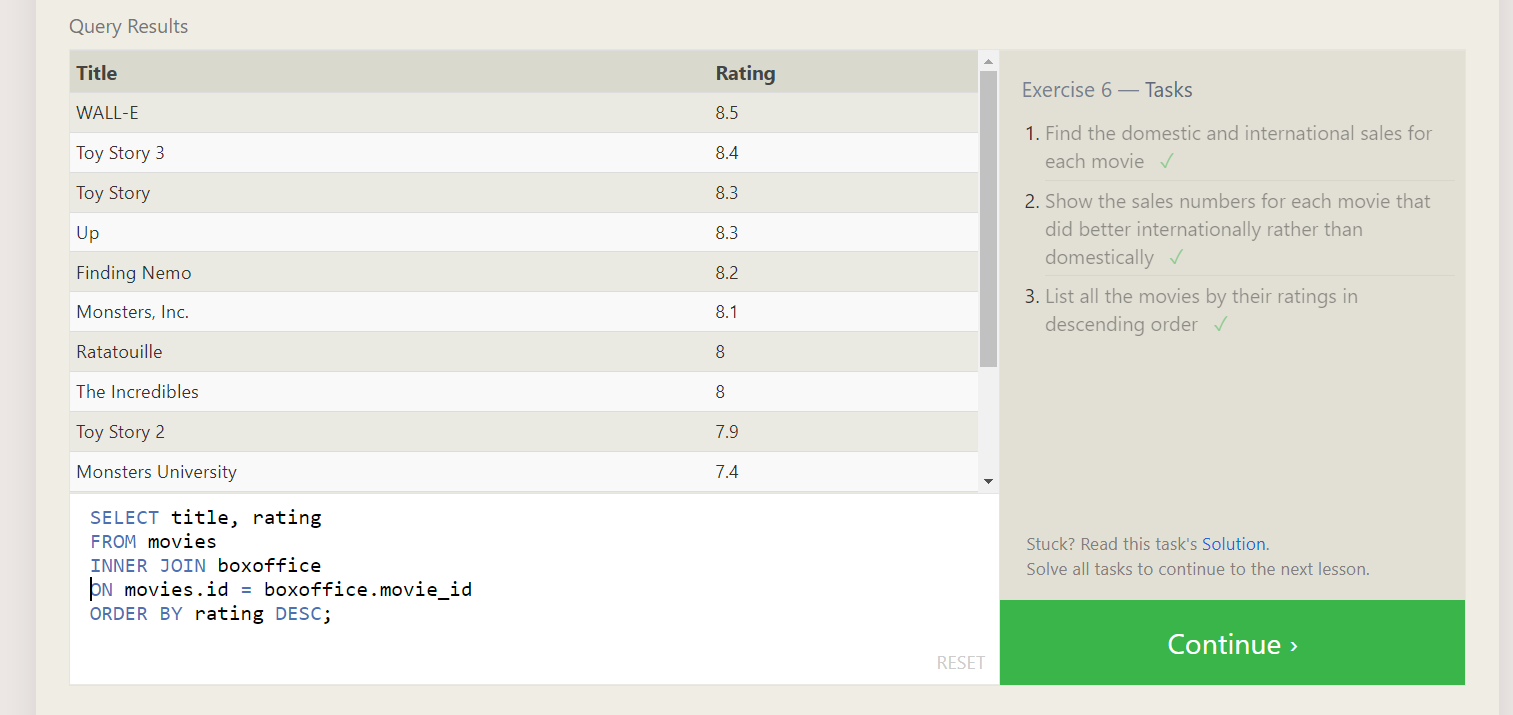 Query Results
Title Rating
WALL-E 8.5
Toy Story 3 8.4
Toy Story 8.3
Up 8.3
Finding Nemo 8.2
Monsters, Inc. 8.1
Ratatouille 8
The Incredibles 8
Toy Story 2 7.9
Monsters University 7.4
SELECT title, rating
FROM movies
INNER JOIN boxoffice
ON movies.id = boxoffice.movie_id
ORDER BY rating DESC;
RESET
Exercise 6 — Tasks
1. Find the domestic and international sales for
each movie ✓
2. Show the sales numbers for each movie that
did better internationally rather than
domestically ✓
3. List all the movies by their ratings in
descending order ✓
Stuck? Read this task's Solution.
Solve all tasks to continue to the next lesson.
Continue ›